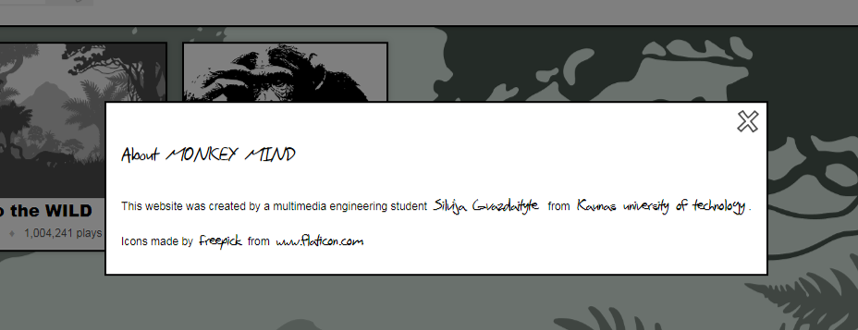 About MONKEY MIND
This website was created by a multimedia engineering student Silvija Gvazdaityte from Kaunas university of technology.
Icons made by freepick from www.flaticon.com
o the WILD
♦ 1,004,241 plays